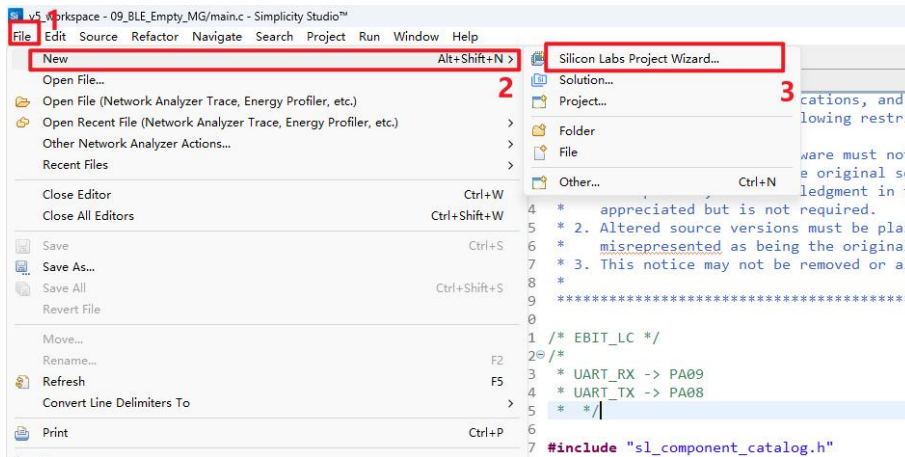 v5_workspace - 09_BLE_Empty_MG/main.c - Simplicity Studio™
1
File Edit Source Refactor Navigate Search Project Run Window Help
New Alt+Shift+N >
2
Open File...
Open File (Network Analyzer Trace, Energy Profiler, etc.)
Open Recent File (Network Analyzer Trace, Energy Profiler, etc.) >
Other Network Analyzer Actions... >
Recent Files >
Close Editor Ctrl+W
Close All Editors Ctrl+Shift+W
Save Ctrl+S
Save As...
Save All Ctrl+Shift+S
Revert File
Move...
Rename... F2
Refresh F5
Convert Line Delimiters To >
Print Ctrl+P
Silicon Labs Project Wizard...
3
Solution...
Project...
Folder
File
Other... Ctrl+N
cations, and
lowing restri
ware must not
e original so
ledgment in
4 * appreciated but is not required.
5 * 2. Altered source versions must be plai
6 * misrepresented as being the original
7 * 3. This notice may not be removed or a
8 *
9 *****************************************
0
1 /* EBIT_LC */
2 /*
3 * UART_RX -> PA09
4 * UART_TX -> PA08
5 * */
6
7 #include "sl_component_catalog.h"